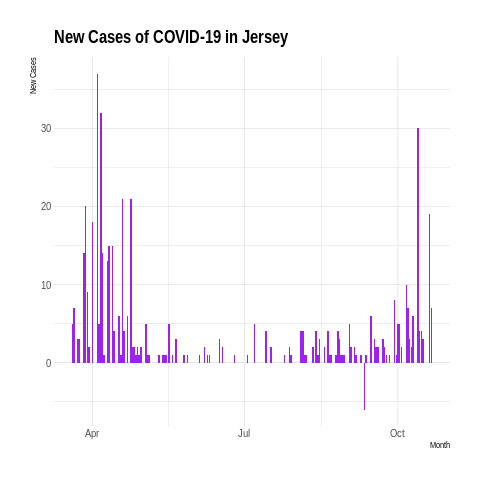 New Cases of COVID-19 in Jersey
New Cases
30
20
10
0
Apr
Jul
Oct
Month